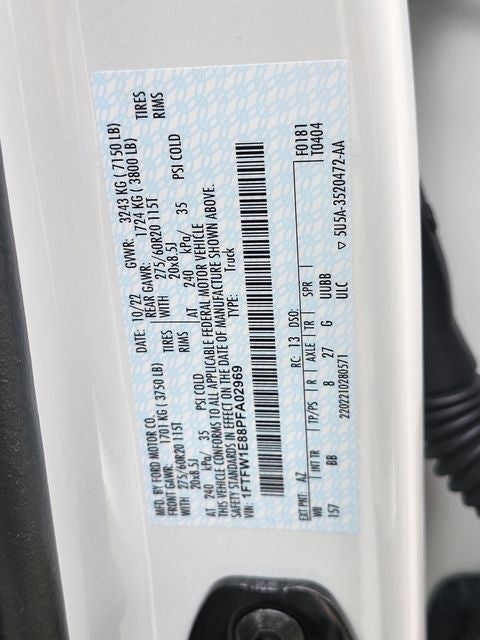 MFD. BY FORD MOTOR CO. DATE: 10/22 GVWR: 3243 KG ( 7150 LB)
FRONT GAWR: 1701 KG ( 3750 LB) REAR GAWR: 1724 KG ( 3800 LB)
WITH 275/60R20 115T TIRES WITH 275/60R20 115T TIRES
20x8.5J RIMS 20x8.5J RIMS
AT 240 kPa/ 35 PSI COLD AT 240 kPa/ 35 PSI COLD
THIS VEHICLE CONFORMS TO ALL APPLICABLE FEDERAL MOTOR VEHICLE
SAFETY STANDARDS IN EFFECT ON THE DATE OF MANUFACTURE SHOWN ABOVE.
VIN: 1FTFW1E88PFA02969 TYPE: Truck
F0181
T0404
EXT PNT: AZ RC: 13 DSO:
WB INT TR TP/PS R AXLE TR SPR
157 BB 8 27 G UUBB
2202210280571 ULC
▽ 5U5A-3520472-AA